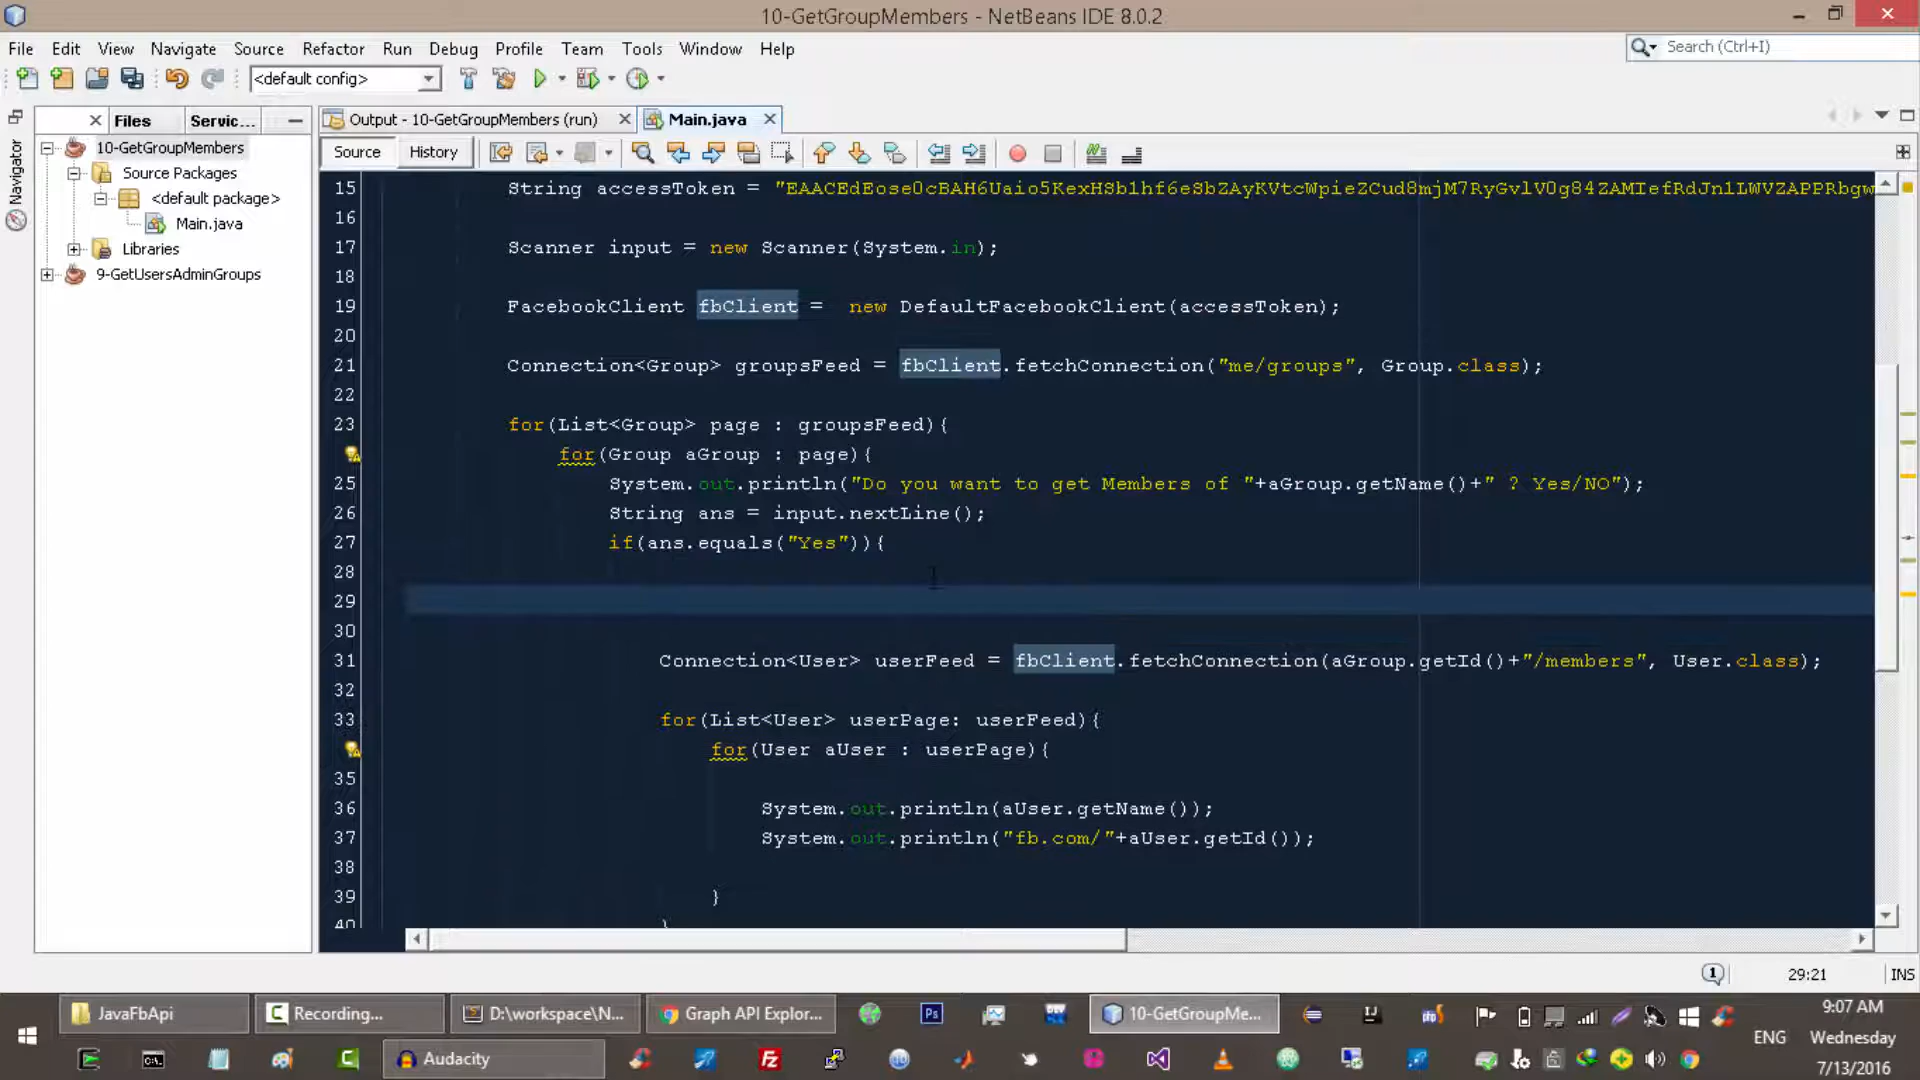 10-GetGroupMembers - NetBeans IDE 8.0.2
File Edit View Navigate Source Refactor Run Debug Profile Team Tools Window Help
Search (Ctrl+I)
<default config>
Files Servic...
Output - 10-GetGroupMembers (run) Main.java
Navigator
10-GetGroupMembers
Source Packages
<default package>
Main.java
Libraries
9-GetUsersAdminGroups
Source History
15 String accessToken = "EAACEdEose0cBAH6Uaio5KexHSb1hf6eSbZAyKVtcWpieZCud8mjM7RyGvlV0g84ZAMIefRdJn1LWVZAPPRbgw
16
17 Scanner input = new Scanner(System.in);
18
19 FacebookClient fbClient = new DefaultFacebookClient(accessToken);
20
21 Connection<Group> groupsFeed = fbClient.fetchConnection("me/groups", Group.class);
22
23 for(List<Group> page : groupsFeed){
for(Group aGroup : page){
25 System.out.println("Do you want to get Members of "+aGroup.getName()+" ? Yes/NO");
26 String ans = input.nextLine();
27 if(ans.equals("Yes")){
28
29
30
31 Connection<User> userFeed = fbClient.fetchConnection(aGroup.getId()+"/members", User.class);
32
33 for(List<User> userPage: userFeed){
for(User aUser : userPage){
35
36 System.out.println(aUser.getName());
37 System.out.println("fb.com/"+aUser.getId());
38
39 }
40 }
1 29:21 INS
JavaFbApi Recording... D:\workspace\N... Graph API Explor... Ps 10-GetGroupMe...
Audacity
ENG
9:07 AM
Wednesday
7/13/2016